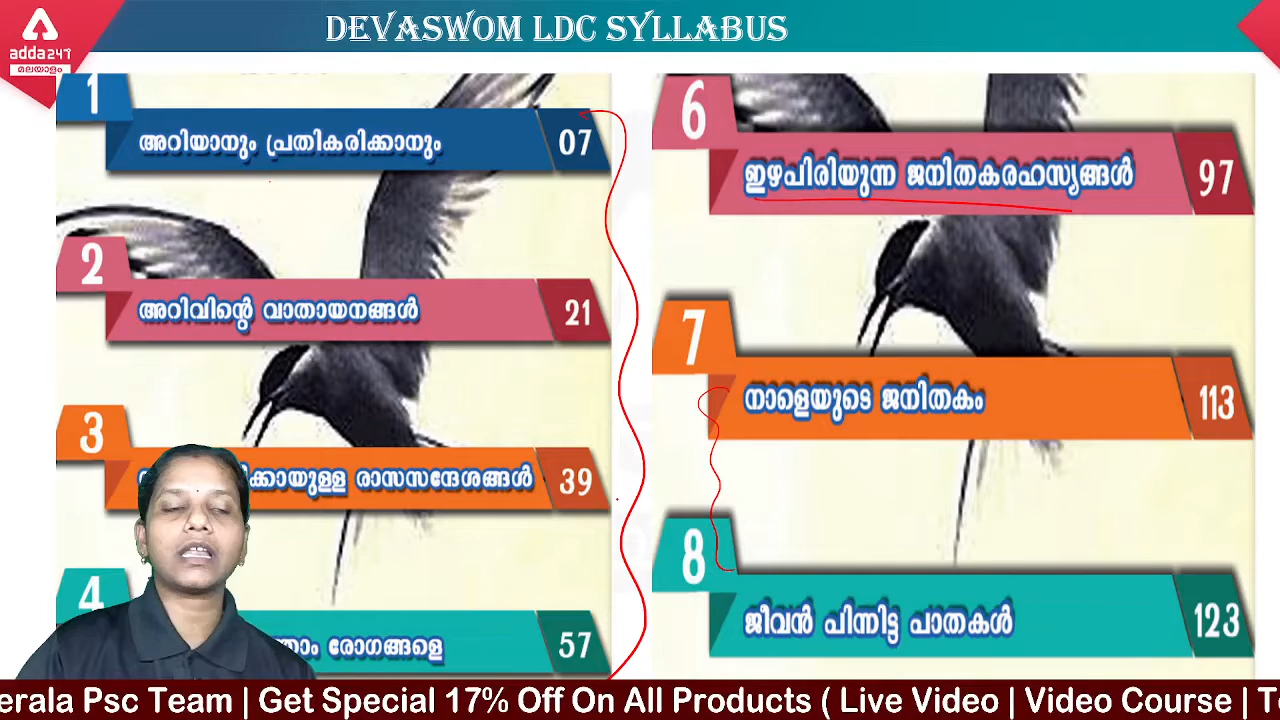 DEVASWOM LDC SYLLABUS
adda247
മലയാളം
1
അറിയാനും പ്രതികരിക്കാനും
07
2
അറിവിന്റെ വാതായനങ്ങൾ
21
3
രാസസന്ദേശങ്ങൾ
39
4
രോഗങ്ങളെ
57
6
ഇഴപിരിയുന്ന ജനിതകരഹസ്യങ്ങൾ
97
7
നാളെയുടെ ജനിതകം
113
8
ജീവൻ പിന്നിട്ട പാതകൾ
123
Psc Team | Get Special 17% Off On All Products ( Live Video | Video Course |